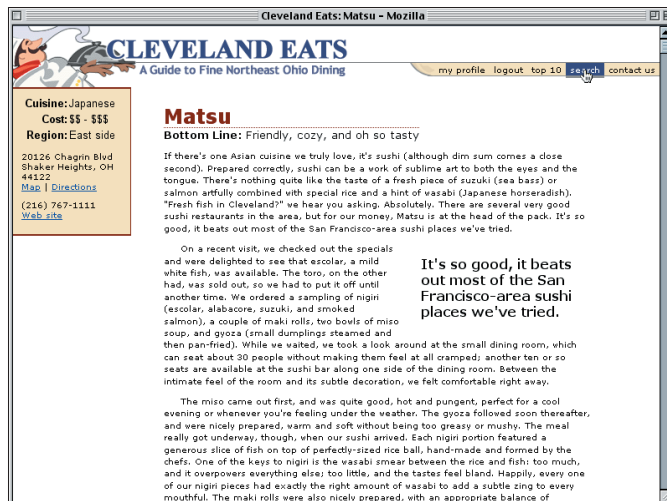 Cleveland Eats: Matsu – Mozilla
CLEVELAND EATS
A Guide to Fine Northeast Ohio Dining
my profile logout top 10 search contact us
Cuisine: Japanese
Cost: $$ - $$$
Region: East side
20126 Chagrin Blvd
Shaker Heights, OH
44122
Map | Directions
(216) 767-1111
Web site
Matsu
Bottom Line: Friendly, cozy, and oh so tasty
If there's one Asian cuisine we truly love, it's sushi (although dim sum comes a close
second). Prepared correctly, sushi can be a work of sublime art to both the eyes and the
tongue. There's nothing quite like the taste of a fresh piece of suzuki (sea bass) or
salmon artfully combined with special rice and a hint of wasabi (Japanese horseradish).
"Fresh fish in Cleveland?" we hear you asking. Absolutely. There are several very good
sushi restaurants in the area, but for our money, Matsu is at the head of the pack. It's so
good, it beats out most of the San Francisco-area sushi places we've tried.
On a recent visit, we checked out the specials
and were delighted to see that escolar, a mild
white fish, was available. The toro, on the other
had, was sold out, so we had to put it off until
another time. We ordered a sampling of nigiri
(escolar, alabacore, suzuki, and smoked
salmon), a couple of maki rolls, two bowls of miso
soup, and gyoza (small dumplings steamed and
then pan-fried). While we waited, we took a look around at the small dining room, which
can seat about 30 people without making them feel at all cramped; another ten or so
seats are available at the sushi bar along one side of the dining room. Between the
intimate feel of the room and its subtle decoration, we felt comfortable right away.
It's so good, it beats
out most of the San
Francisco-area sushi
places we've tried.
The miso came out first, and was quite good, hot and pungent, perfect for a cool
evening or whenever you're feeling under the weather. The gyoza followed soon thereafter,
and were nicely prepared, warm and soft without being too greasy or mushy. The meal
really got underway, though, when our sushi arrived. Each nigiri portion featured a
generous slice of fish on top of perfectly-sized rice ball, hand-made and formed by the
chefs. One of the keys to nigiri is the wasabi smear between the rice and fish: too much,
and it overpowers everything else; too little, and the tastes feel bland. Happily, every one
of our nigiri pieces had exactly the right amount of wasabi to add a subtle zing to every
mouthful. The maki rolls were also nicely prepared, with an appropriate balance of